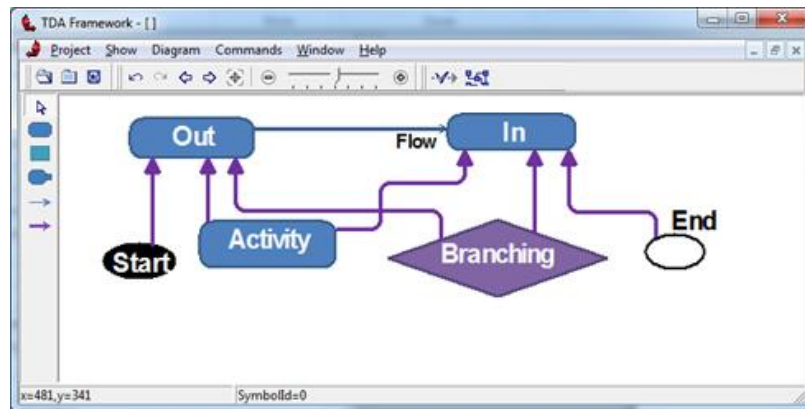 TDA Framework - [ ]
Project Show Diagram Commands Window Help
Out
Flow
In
Start
Activity
Branching
End
x=481,y=341
SymbolId=0